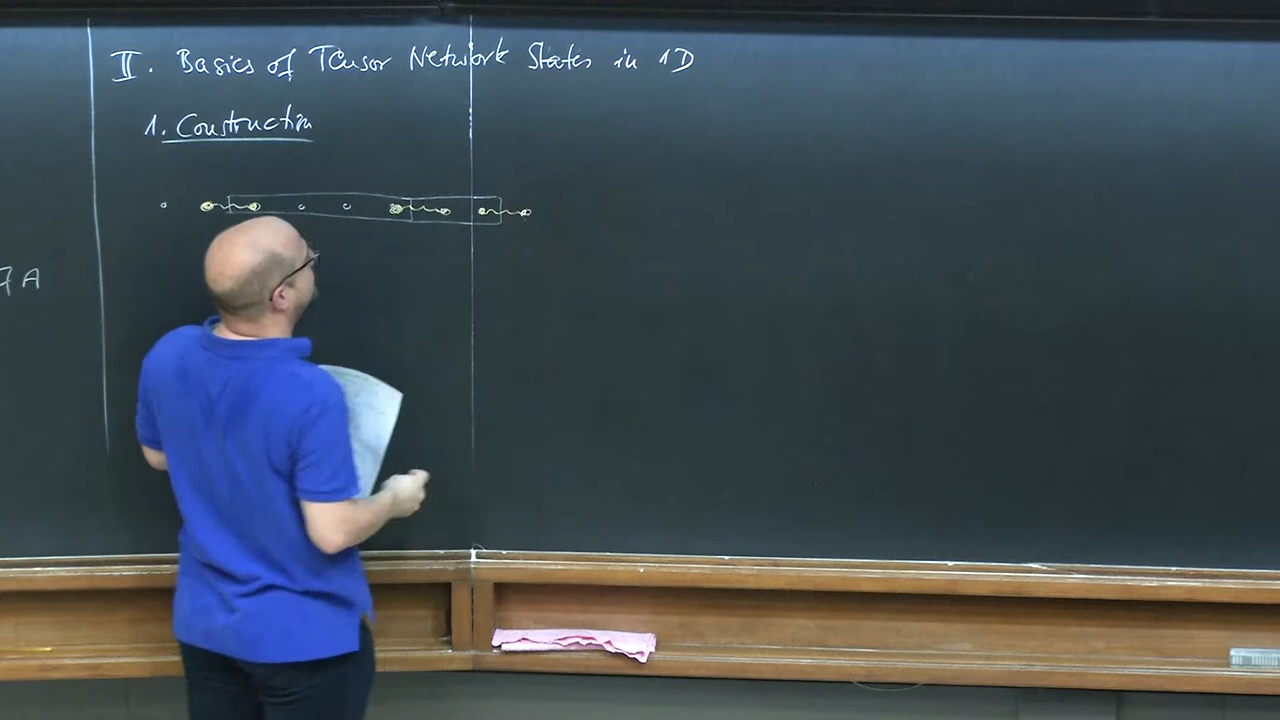 II. Basics of Tensor Network States in 1D
1. Construction
A